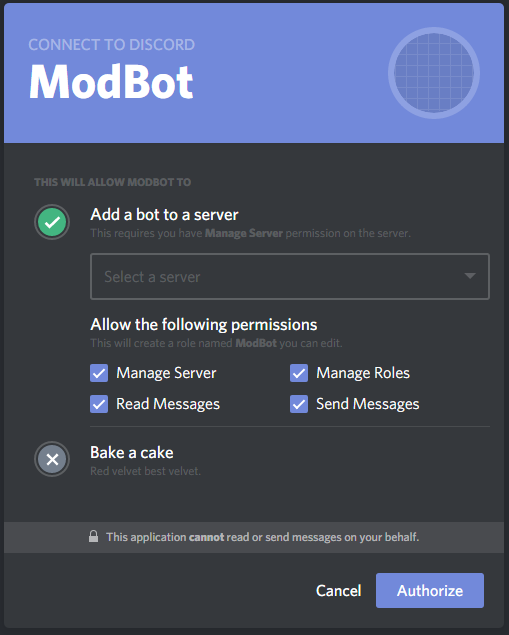 CONNECT TO DISCORD
ModBot
THIS WILL ALLOW MODBOT TO
Add a bot to a server
This requires you have Manage Server permission on the server.
Select a server
Allow the following permissions
This will create a role named ModBot you can edit.
Manage Server
Manage Roles
Read Messages
Send Messages
Bake a cake
Red velvet best velvet.
This application cannot read or send messages on your behalf.
Cancel
Authorize